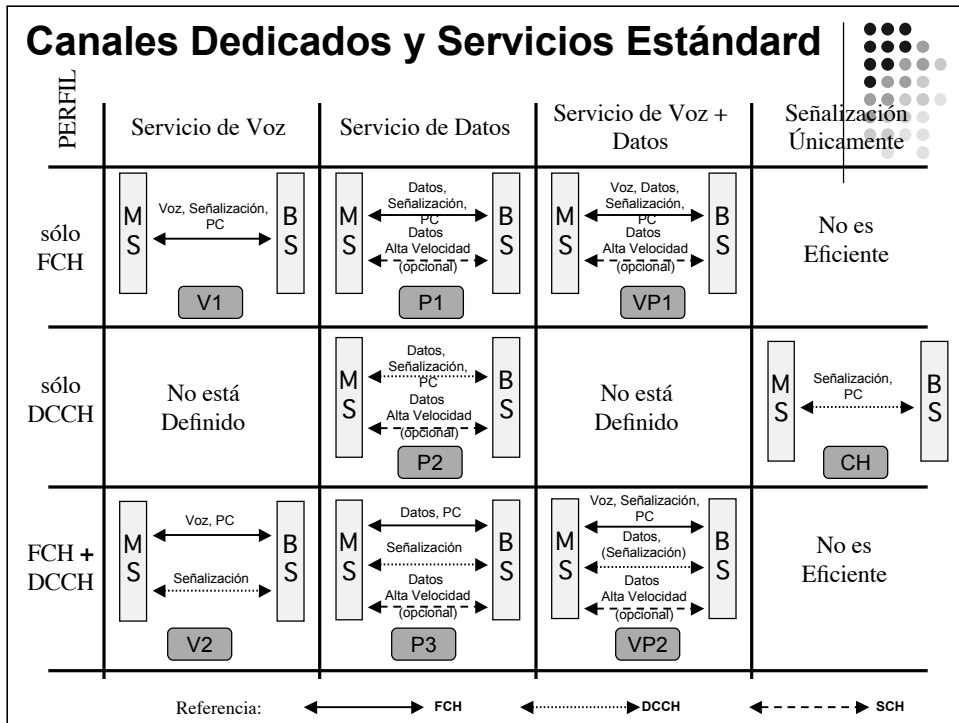 Canales Dedicados y Servicios Estándard
PERFIL
Servicio de Voz
Servicio de Datos
Servicio de Voz +
Datos
Señalización
Únicamente
sólo
FCH
M
S
Voz, Señalización,
PC
B
S
V1
M
S
Datos,
Señalización,
PC
Datos
Alta Velocidad
(opcional)
B
S
P1
M
S
Voz, Datos,
Señalización,
PC
Datos
Alta Velocidad
(opcional)
B
S
VP1
No es
Eficiente
sólo
DCCH
No está
Definido
M
S
Datos,
Señalización,
PC
Datos
Alta Velocidad
(opcional)
B
S
P2
No está
Definido
M
S
Señalización,
PC
B
S
CH
FCH +
DCCH
M
S
Voz, PC
Señalización
B
S
V2
M
S
Datos, PC
Señalización
Datos
Alta Velocidad
(opcional)
B
S
P3
M
S
Voz, Señalización,
PC
Datos,
(Señalización)
Datos
Alta Velocidad
(opcional)
B
S
VP2
No es
Eficiente
Referencia:
FCH
DCCH
SCH